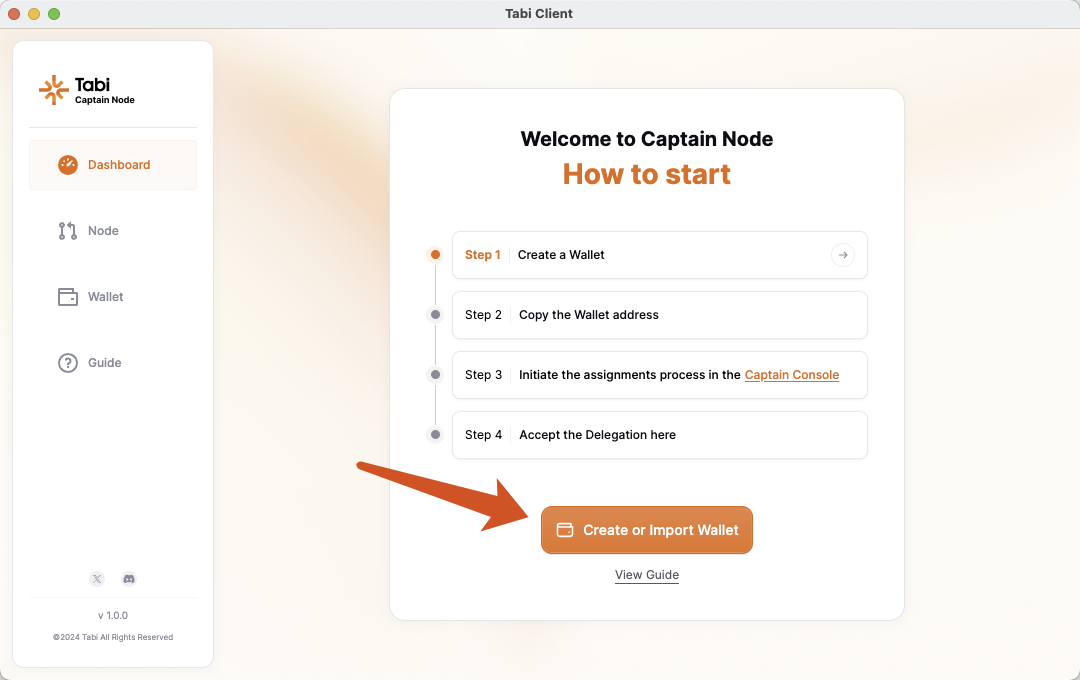 Tabi Client
Tabi
Captain Node
Dashboard
Node
Wallet
Guide
v 1.0.0
©2024 Tabi All Rights Reserved
Welcome to Captain Node
How to start
Step 1 Create a Wallet
Step 2 Copy the Wallet address
Step 3 Initiate the assignments process in the Captain Console
Step 4 Accept the Delegation here
Create or Import Wallet
View Guide